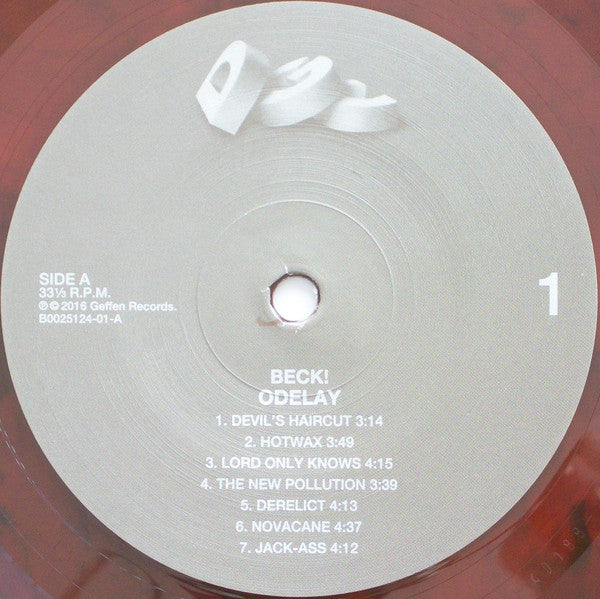 SIDE A
33⅓ R.P.M.
℗ © 2016 Geffen Records.
B0025124-01-A
1
BECK!
ODELAY
1. DEVIL'S HAIRCUT 3:14
2. HOTWAX 3:49
3. LORD ONLY KNOWS 4:15
4. THE NEW POLLUTION 3:39
5. DERELICT 4:13
6. NOVACANE 4:37
7. JACK-ASS 4:12